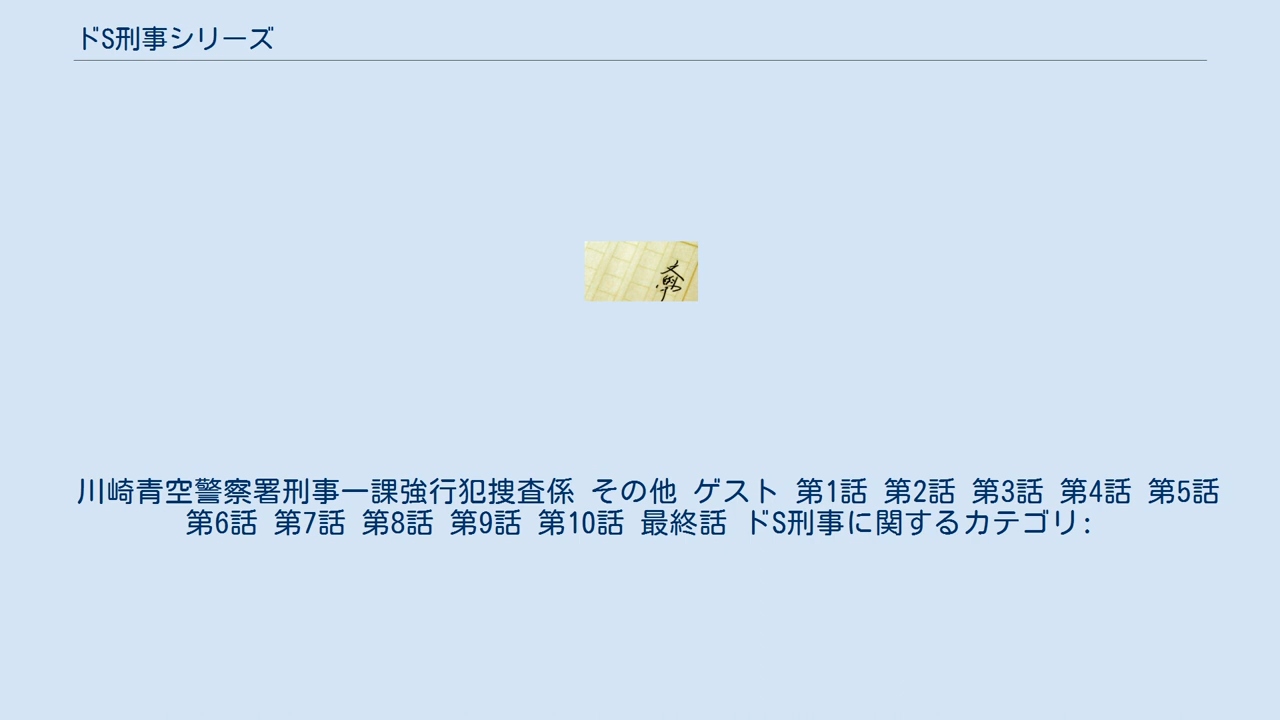 ドS刑事シリーズ
川崎青空警察署刑事一課強行犯捜査係 その他 ゲスト 第1話 第2話 第3話 第4話 第5話
第6話 第7話 第8話 第9話 第10話 最終話 ドS刑事に関するカテゴリ: